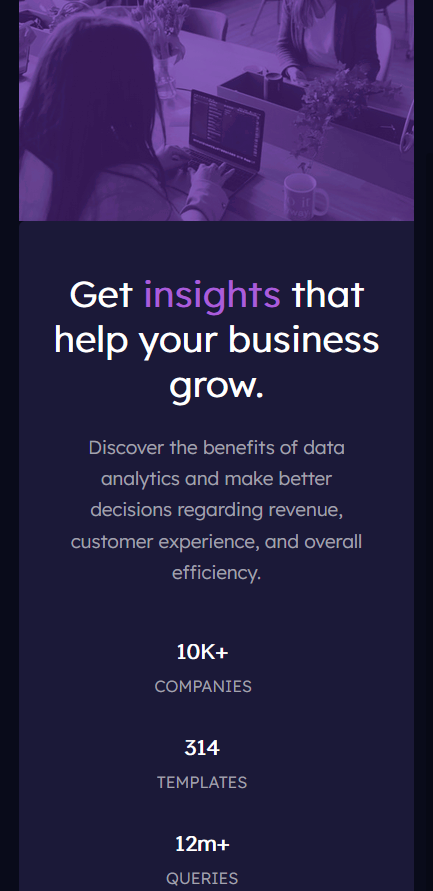 Get insights that
help your business
grow.
Discover the benefits of data
analytics and make better
decisions regarding revenue,
customer experience, and overall
efficiency.
10K+
COMPANIES
314
TEMPLATES
12m+
QUERIES